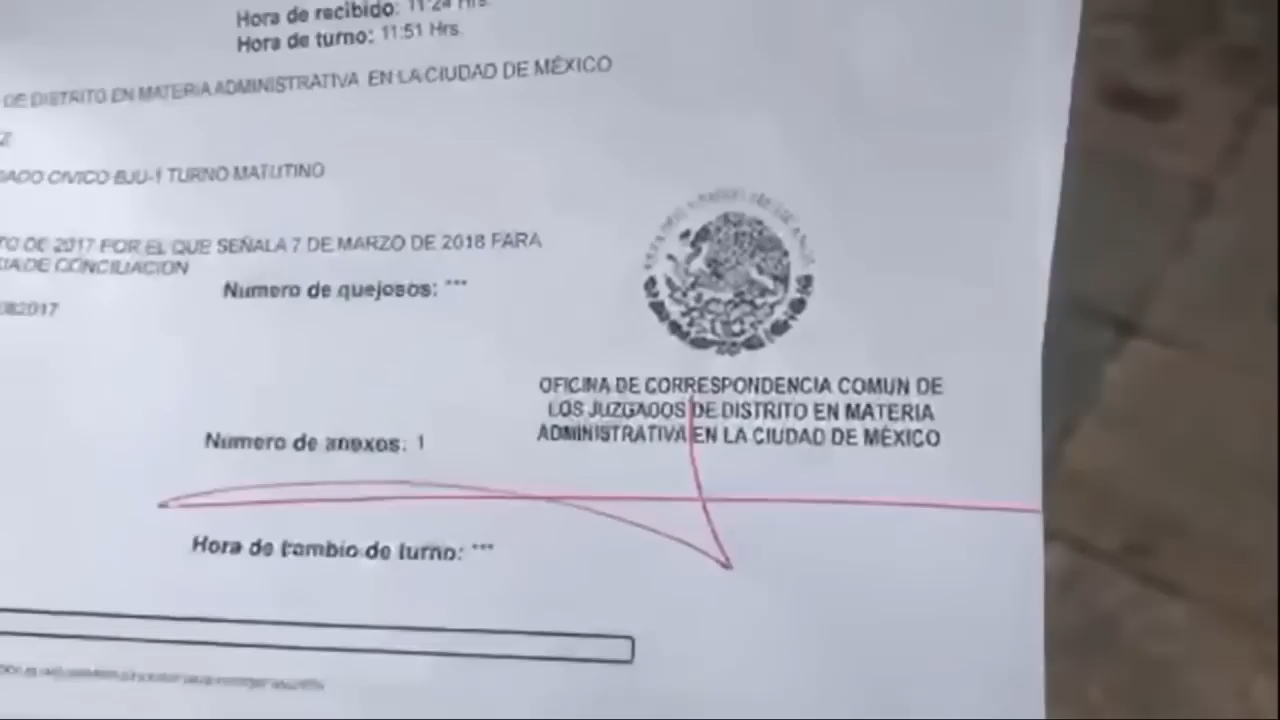 Hora de recibido: 11:24 Hrs.
Hora de turno: 11:51 Hrs.
DE DISTRITO EN MATERIA ADMINISTRATIVA EN LA CIUDAD DE MÉXICO
Z
CIVICO BJU-1 TURNO MATUTINO
DE 2017 POR EL QUE SEÑALA 7 DE MARZO DE 2018 PARA
DE CONCILIACION
Numero de quejosos: ***
082017
OFICINA DE CORRESPONDENCIA COMUN DE
LOS JUZGADOS DE DISTRITO EN MATERIA
ADMINISTRATIVA EN LA CIUDAD DE MÉXICO
Número de anexos: 1
Hora de cambio de turno: ***